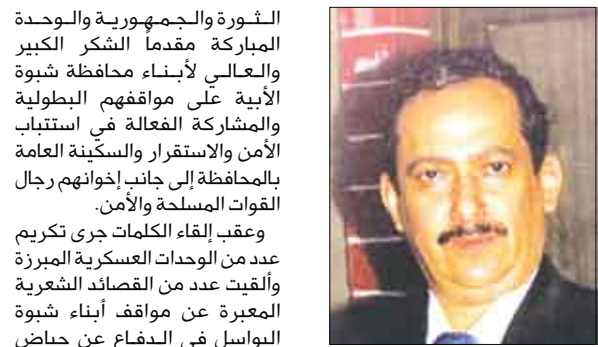 الـثـورة والـجـمـهـوريـة والـوحـدة
المباركة مقدماً الشكر الكبير
والـعـالـي لأبـنـاء محافظة شبوة
الأبية على مواقفهم البطولية
والمشاركة الفعالة في استتباب
الأمن والاستقرار والسكينة العامة
بالمحافظة إلى جانب إخوانهم رجال
القوات المسلحة والأمن.
وعقب إلقاء الكلمات جرى تكريم
عدد من الوحدات العسكرية المبرزة
وألقيت عدد من القصائد الشعرية
المعبرة عن مواقف أبناء شبوة
البواسل في الـدفـاع عن حياض